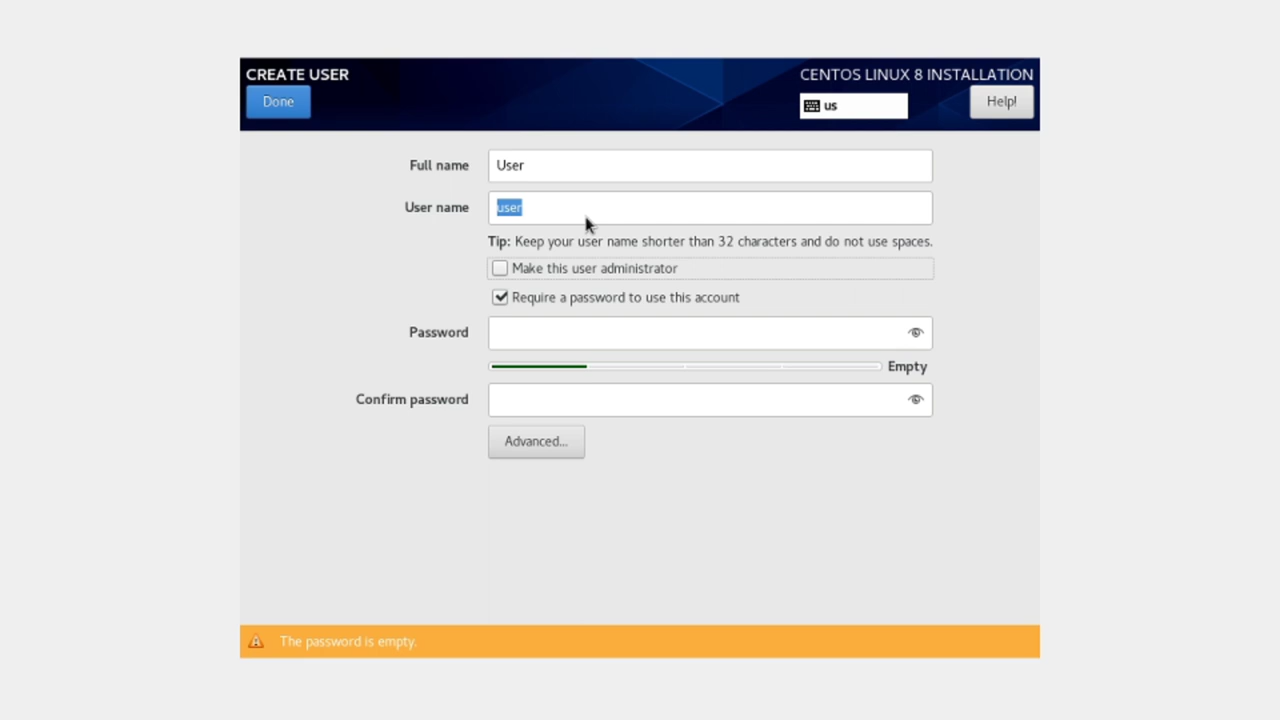 CREATE USER
CENTOS LINUX 8 INSTALLATION
Done
us
Help!
Full name
User
User name
user
Tip: Keep your user name shorter than 32 characters and do not use spaces.
Make this user administrator
Require a password to use this account
Password
Empty
Confirm password
Advanced...
The password is empty.